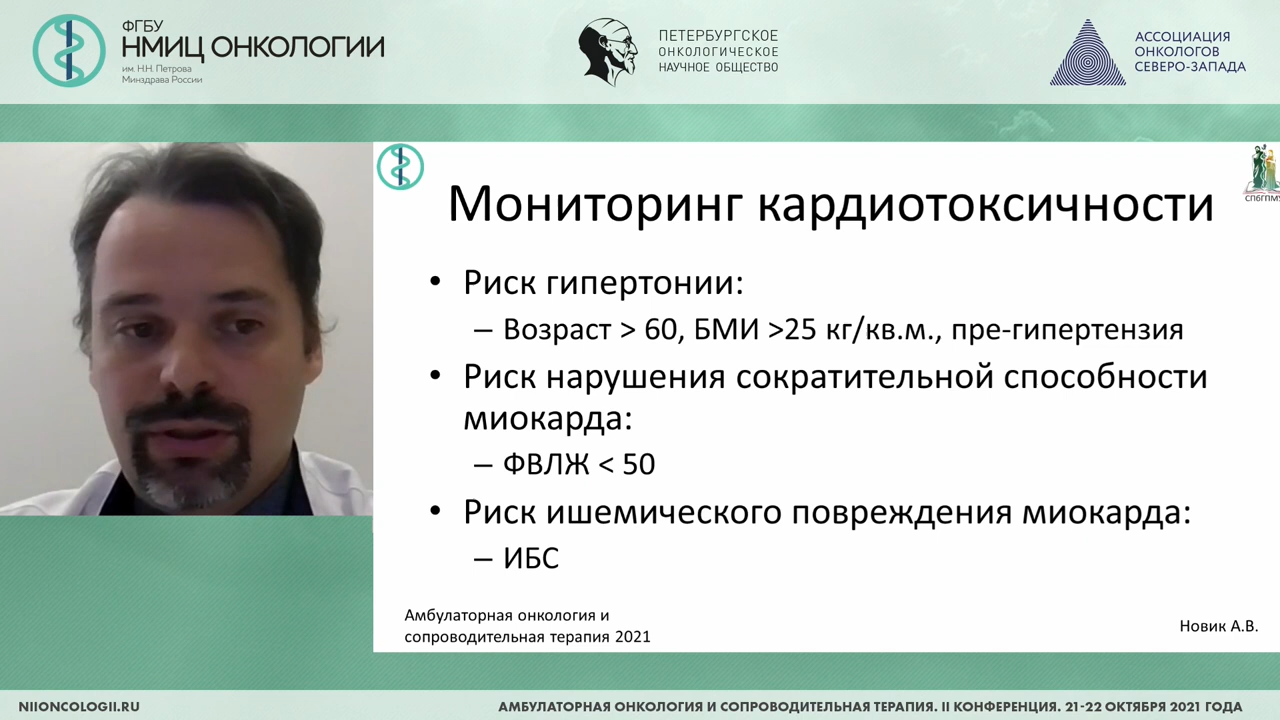 ФГБУ
НМИЦ ОНКОЛОГИИ
им. Н.Н. Петрова
Минздрава России
ПЕТЕРБУРГСКОЕ
ОНКОЛОГИЧЕСКОЕ
НАУЧНОЕ ОБЩЕСТВО
АССОЦИАЦИЯ
ОНКОЛОГОВ
СЕВЕРО-ЗАПАДА
СПбГПМУ
Мониторинг кардиотоксичности
• Риск гипертонии:
– Возраст > 60, БМИ >25 кг/кв.м., пре-гипертензия
• Риск нарушения сократительной способности
миокарда:
– ФВЛЖ < 50
• Риск ишемического повреждения миокарда:
– ИБС
Амбулаторная онкология и
сопроводительная терапия 2021
Новик А.В.
NIIONCOLOGII.RU
АМБУЛАТОРНАЯ ОНКОЛОГИЯ И СОПРОВОДИТЕЛЬНАЯ ТЕРАПИЯ. II КОНФЕРЕНЦИЯ. 21-22 ОКТЯБРЯ 2021 ГОДА